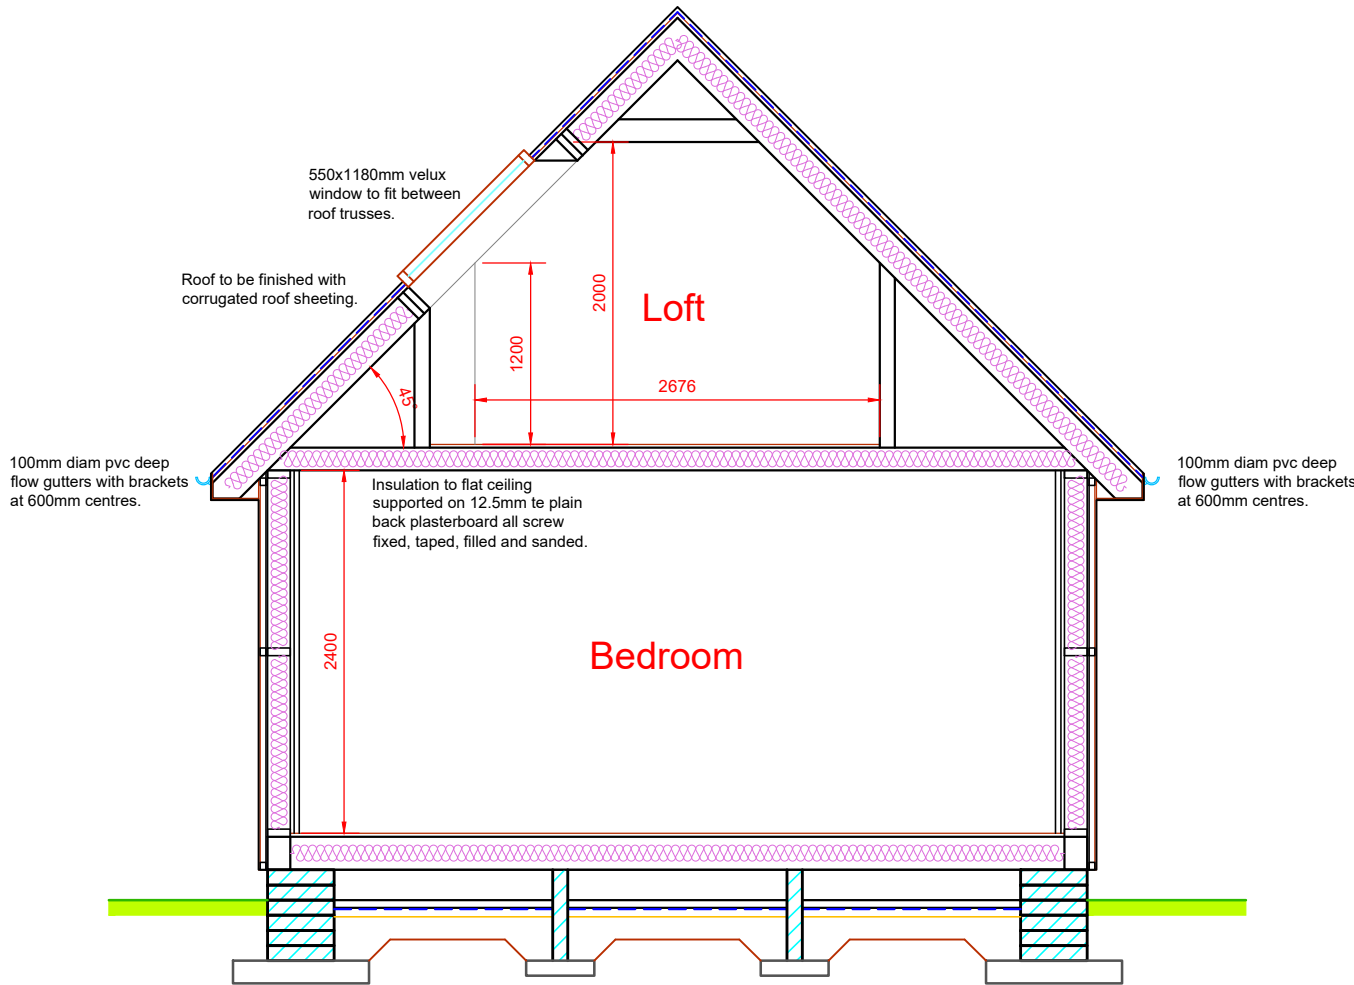 550x1180mm velux
window to fit between
roof trusses.
Roof to be finished with
corrugated roof sheeting.
2000
Loft
1200
2676
45°
100mm diam pvc deep
flow gutters with brackets
at 600mm centres.
100mm diam pvc deep
flow gutters with brackets
at 600mm centres.
Insulation to flat ceiling
supported on 12.5mm te plain
back plasterboard all screw
fixed, taped, filled and sanded.
2400
Bedroom